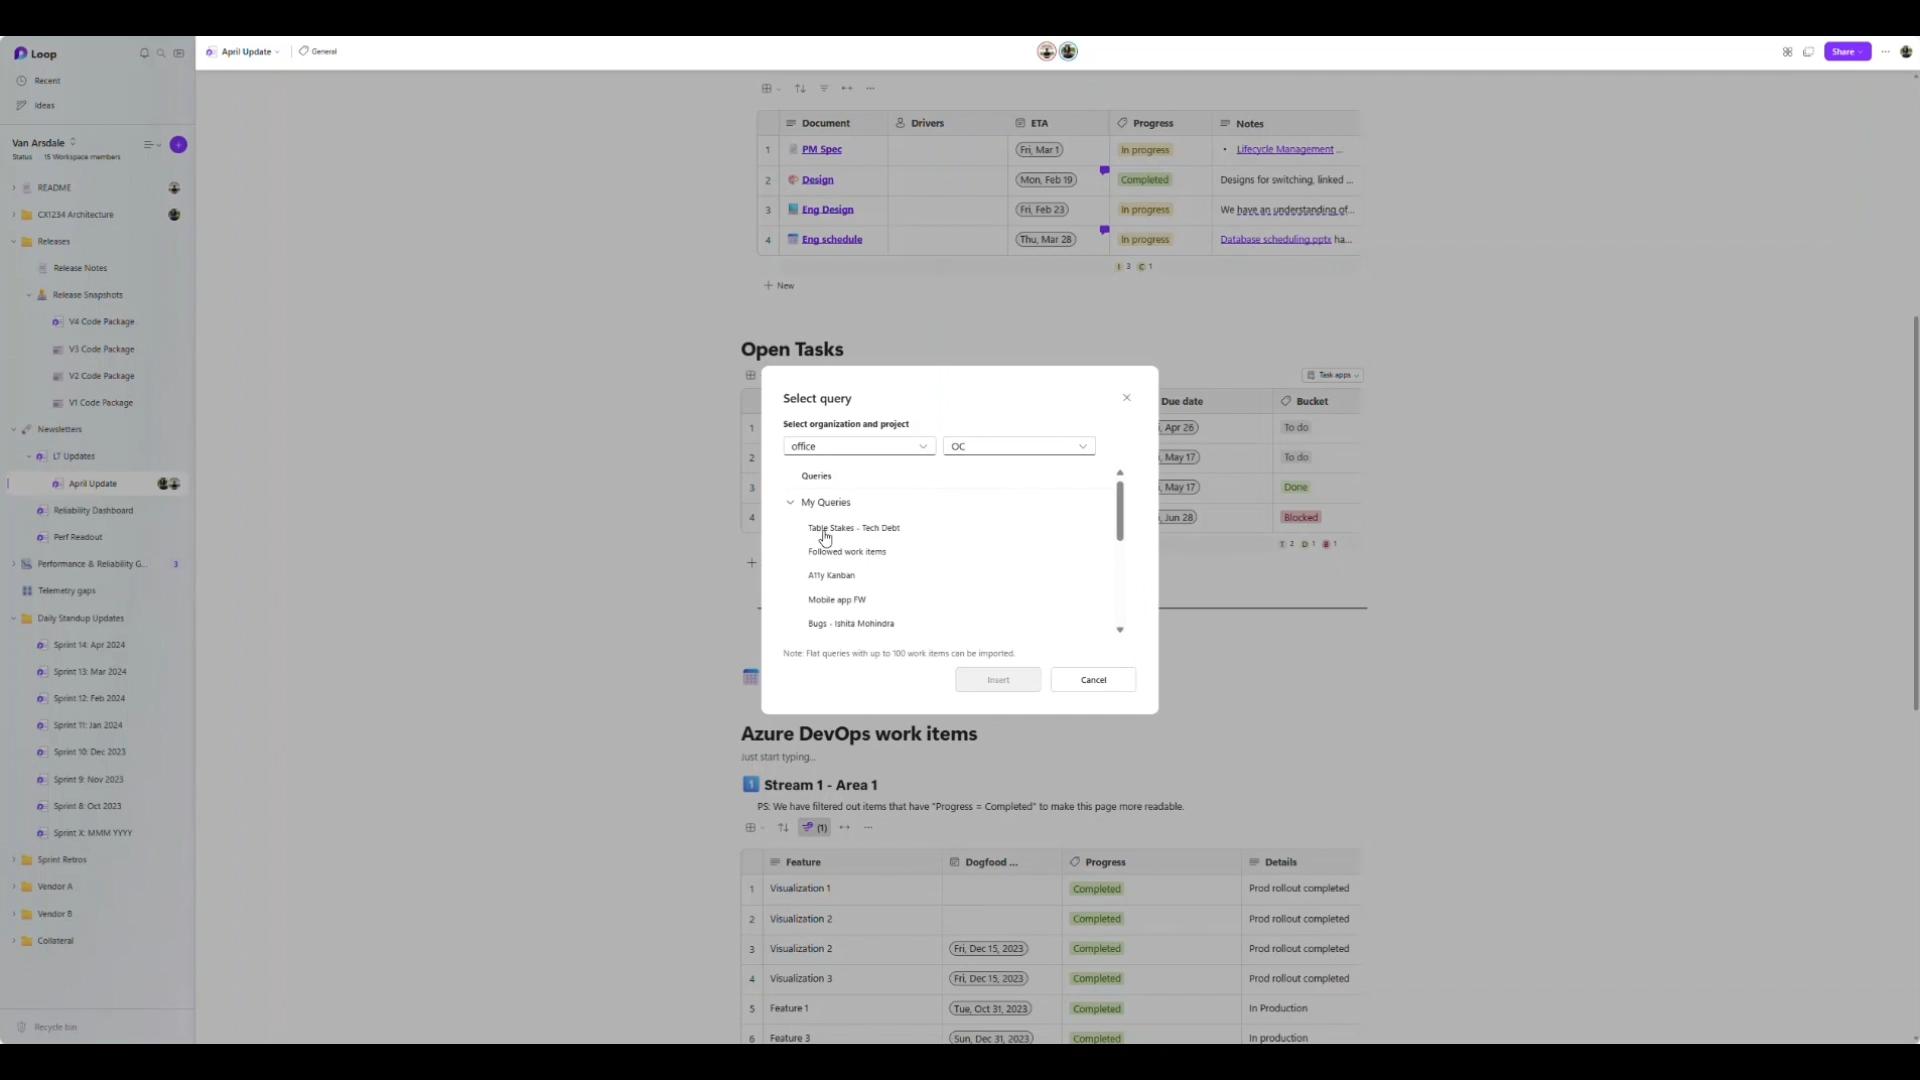 Loop
Recent
Ideas
Van Arsdale
Status 15 Workspace members
README
CX1234 Architecture
Releases
Release Notes
Release Snapshots
V4 Code Package
V3 Code Package
V2 Code Package
V1 Code Package
Newsletters
LT Updates
April Update
Reliability Dashboard
Perf Readout
Performance & Reliability G... 3
Telemetry gaps
Daily Standup Updates
Sprint 14: Apr 2024
Sprint 13: Mar 2024
Sprint 12: Feb 2024
Sprint 11: Jan 2024
Sprint 10: Dec 2023
Sprint 9: Nov 2023
Sprint 8: Oct 2023
Sprint X: MMM YYYY
Sprint Retros
Vendor A
Vendor B
Collateral
Recycle bin
April Update General
Share
Document Drivers ETA Progress Notes
1 PM Spec Fri, Mar 1 In progress • Lifecycle Management ...
2 Design Mon, Feb 19 Completed Designs for switching, linked ...
3 Eng Design Fri, Feb 23 In progress We have an understanding of...
4 Eng schedule Thu, Mar 28 In progress Database scheduling.pptx ha...
I 3 C 1
+ New
Open Tasks
Task apps
Due date Bucket
1 , Apr 26 To do
2 , May 17 To do
3 , May 17 Done
4 , Jun 28 Blocked
T 2 D 1 B 1
Select query
Select organization and project
office OC
Queries
My Queries
Table Stakes - Tech Debt
Followed work items
A11y Kanban
Mobile app FW
Bugs - Ishita Mohindra
Note: Flat queries with up to 100 work items can be imported.
Insert Cancel
Azure DevOps work items
Just start typing...
1 Stream 1 - Area 1
PS: We have filtered out items that have "Progress = Completed" to make this page more readable.
(1)
Feature Dogfood ... Progress Details
1 Visualization 1 Completed Prod rollout completed
2 Visualization 2 Completed Prod rollout completed
3 Visualization 2 Fri, Dec 15, 2023 Completed Prod rollout completed
4 Visualization 3 Fri, Dec 15, 2023 Completed Prod rollout completed
5 Feature 1 Tue, Oct 31, 2023 Completed In Production
6 Feature 3 Sun, Dec 31, 2023 Completed In production